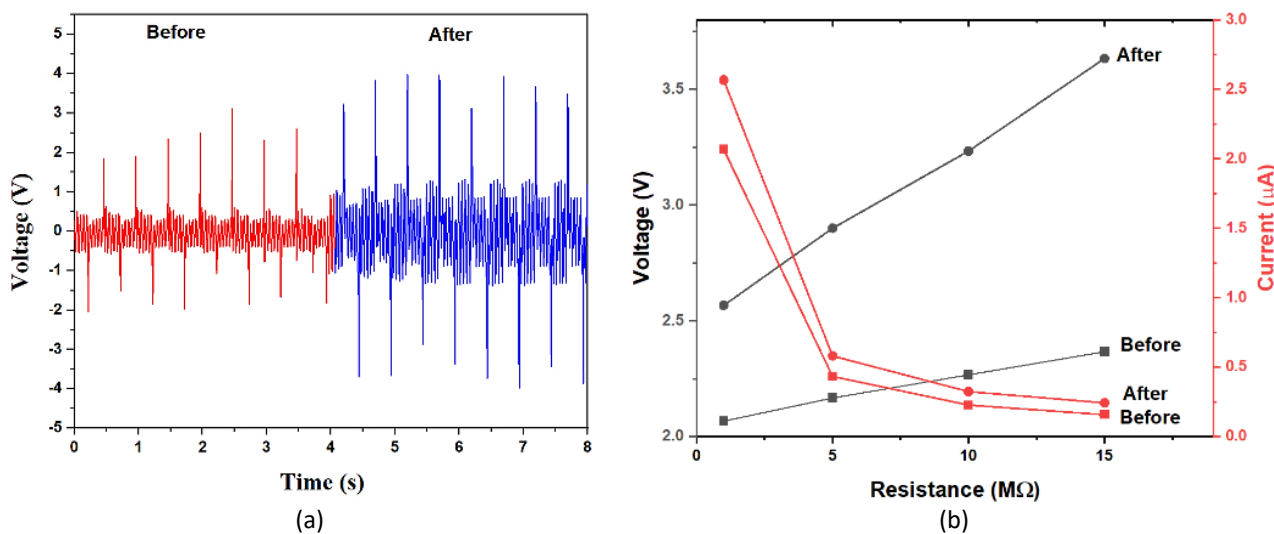 Before
After
5
4
3
2
1
0
-1
-2
-3
-4
-5
Voltage (V)
0
1
2
3
4
5
6
7
8
Time (s)
(a)
3.5
3.0
2.5
2.0
Voltage (V)
After
Before
After
Before
3.0
2.5
2.0
1.5
1.0
0.5
0.0
Current (μA)
0
5
10
15
Resistance (MΩ)
(b)